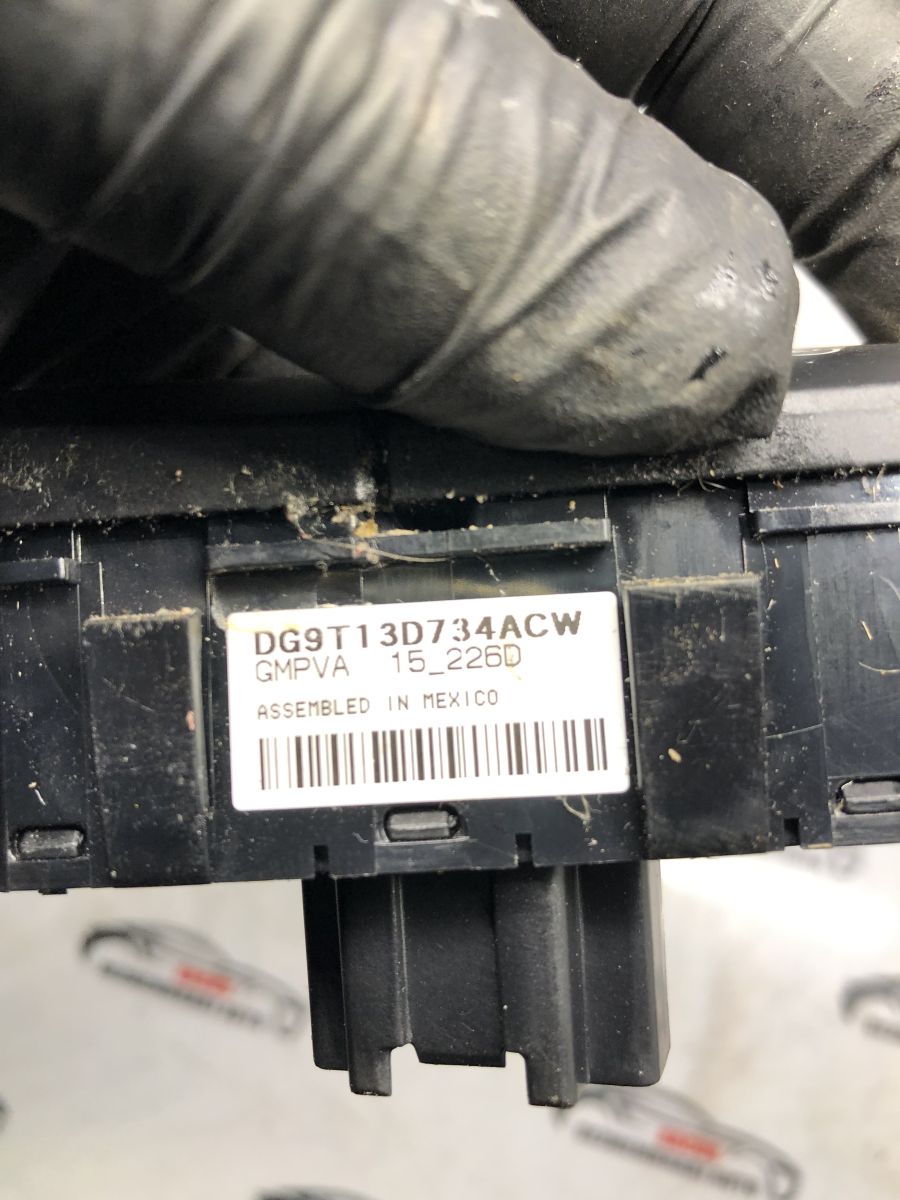 DG9T13D734ACW
GMPVA 15_226D
ASSEMBLED IN MEXICO